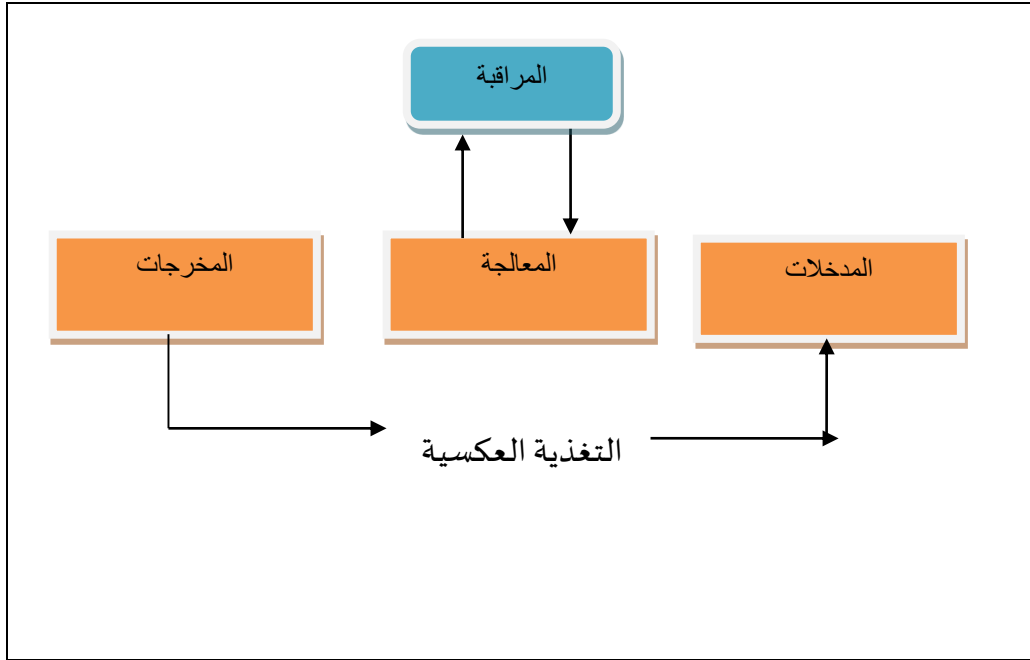 المراقبة
المدخلات
المعالجة
المخرجات
التغذية العكسية